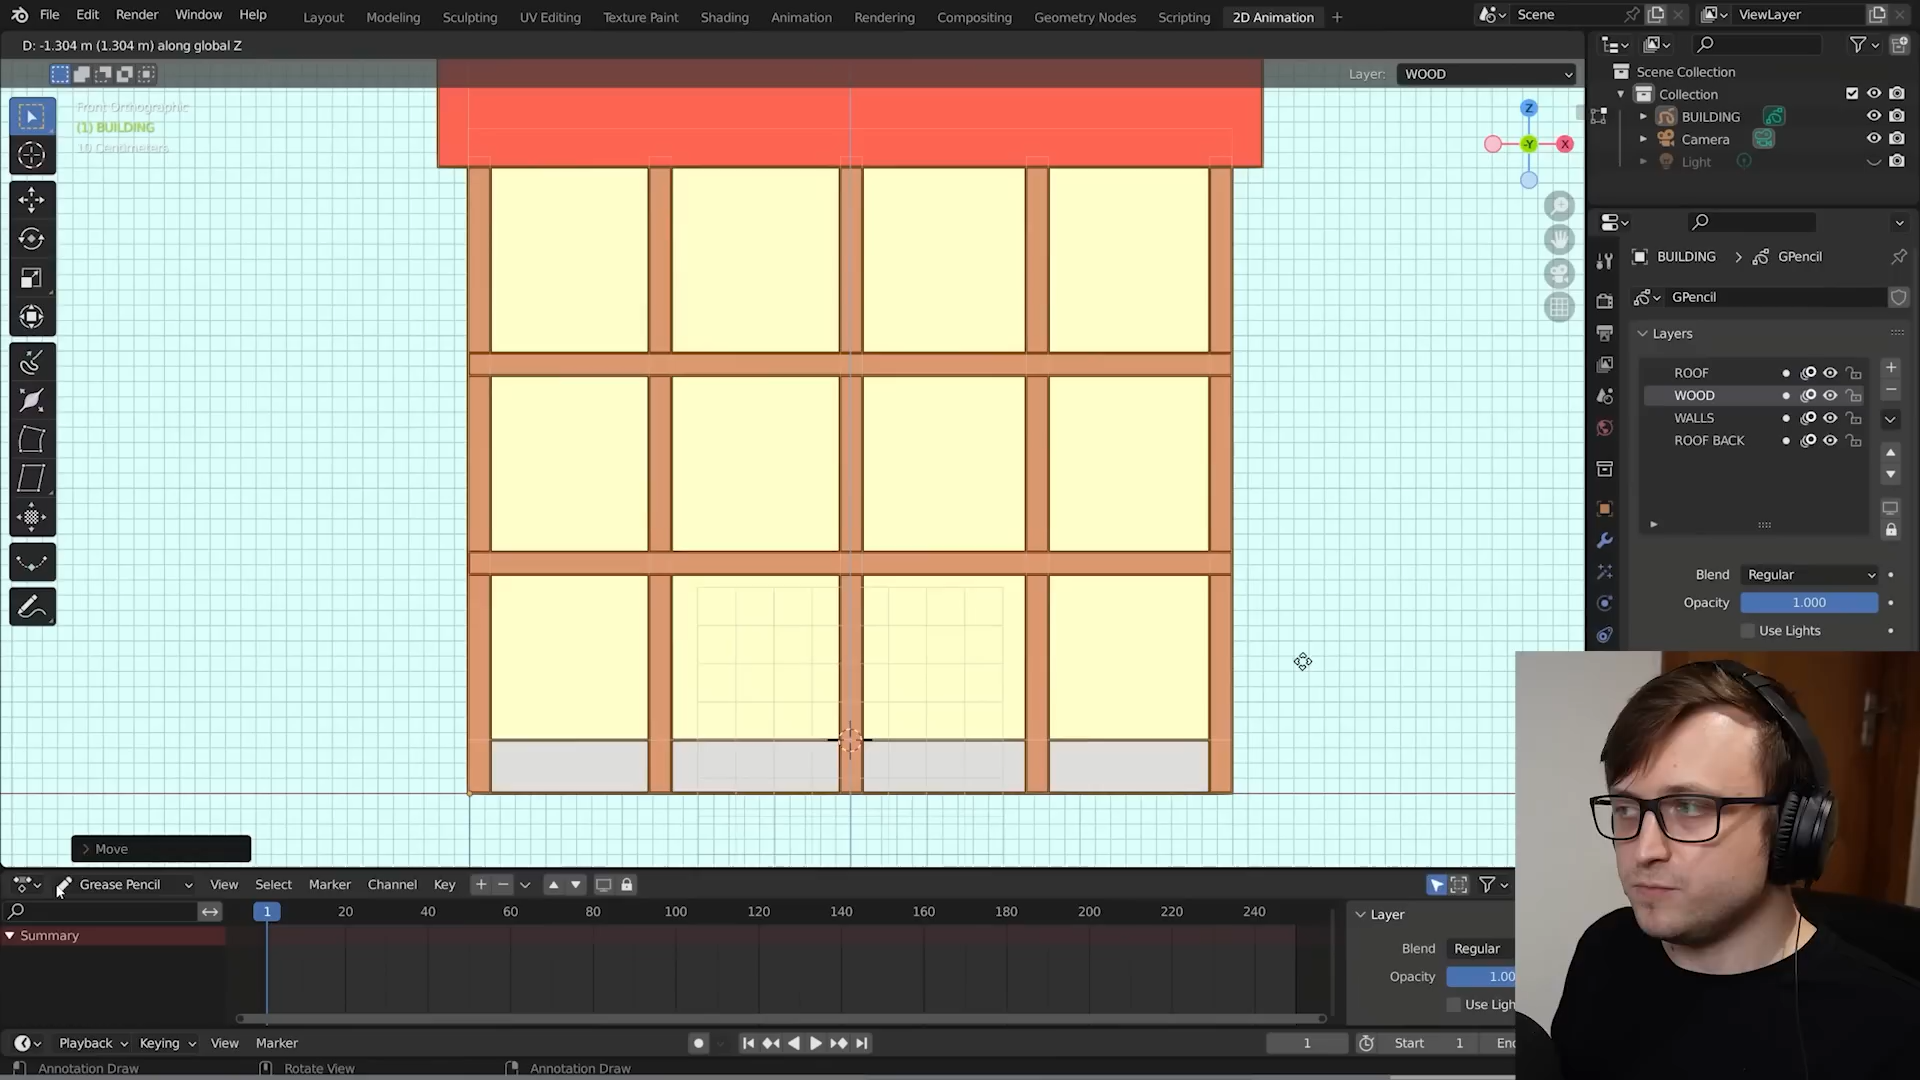 File Edit Render Window Help Layout Modeling Sculpting UV Editing Texture Paint Shading Animation Rendering Compositing Geometry Nodes Scripting 2D Animation + Scene ViewLayer
D: -1.304 m (1.304 m) along global Z
Layer: WOOD
Front Orthographic
(1) BUILDING
10 Centimeters
Z
-Y
X
Scene Collection
Collection
BUILDING
Camera
Light
BUILDING > GPencil
GPencil
Layers
ROOF
WOOD
WALLS
ROOF BACK
Blend Regular
Opacity 1.000
Use Lights
> Move
Grease Pencil View Select Marker Channel Key
1 20 40 60 80 100 120 140 160 180 200 220 240
Summary
Layer
Blend Regular
Opacity 1.00
Use Ligh
Playback Keying View Marker 1 Start 1 En
Annotation Draw Rotate View Annotation Draw